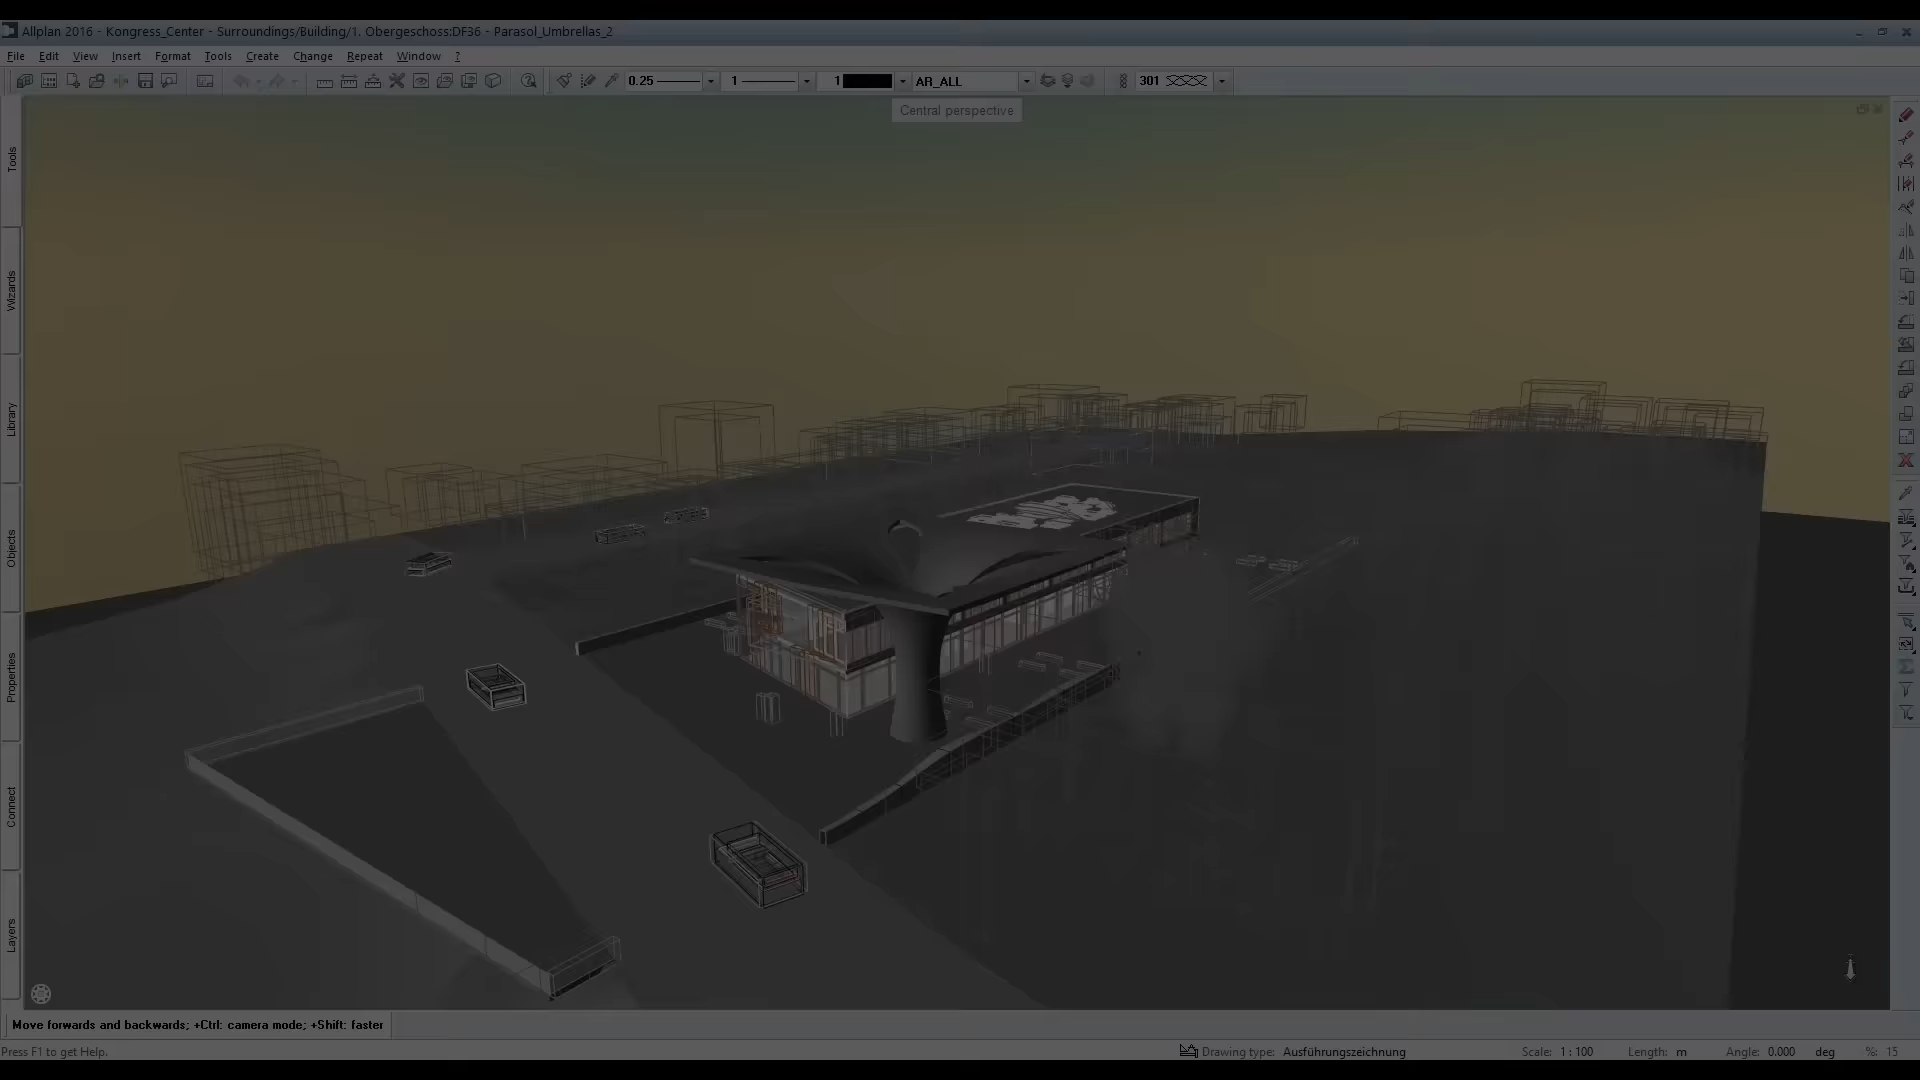 Allplan 2016 - Kongress_Center - Surroundings/Building/1. Obergeschoss:DF36 - Parasol_Umbrellas_2
File Edit View Insert Format Tools Create Change Repeat Window ?
0.25 1 1 AR_ALL 301
Central perspective
Tools
Wizards
Library
Objects
Properties
Connect
Layers
Move forwards and backwards; +Ctrl: camera mode; +Shift: faster
Press F1 to get Help. Drawing type: Ausführungszeichnung Scale: 1 : 100 Length: m Angle: 0.000 deg %: 15